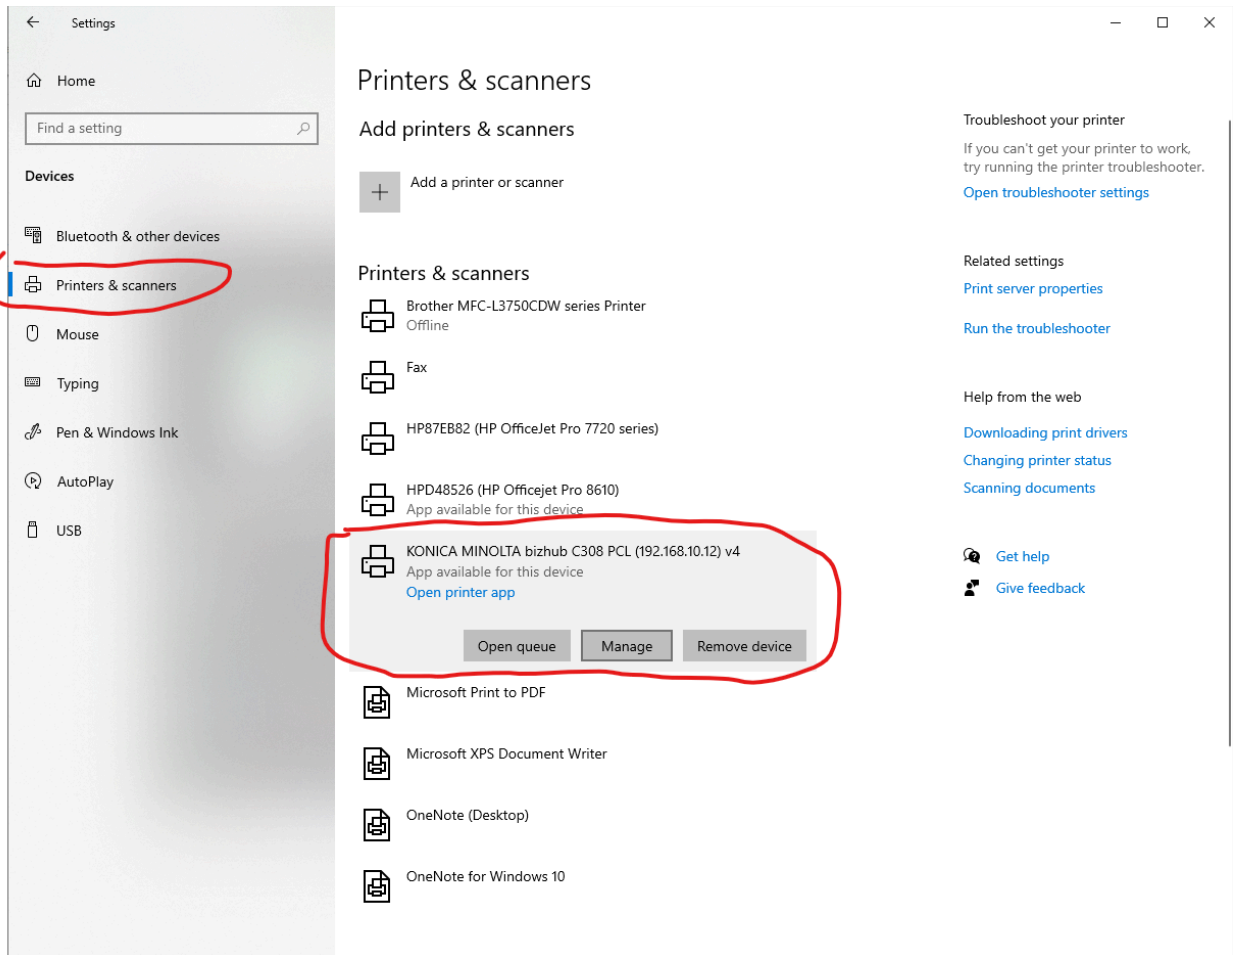 Settings
Home
Find a setting
Devices
Bluetooth & other devices
Printers & scanners
Mouse
Typing
Pen & Windows Ink
AutoPlay
USB
Printers & scanners
Add printers & scanners
Add a printer or scanner
Printers & scanners
Brother MFC-L3750CDW series Printer
Offline
Fax
HP87EB82 (HP OfficeJet Pro 7720 series)
HPD48526 (HP Officejet Pro 8610)
App available for this device
KONICA MINOLTA bizhub C308 PCL (192.168.10.12) v4
App available for this device
Open printer app
Open queue Manage Remove device
Microsoft Print to PDF
Microsoft XPS Document Writer
OneNote (Desktop)
OneNote for Windows 10
Troubleshoot your printer
If you can't get your printer to work,
try running the printer troubleshooter.
Open troubleshooter settings
Related settings
Print server properties
Run the troubleshooter
Help from the web
Downloading print drivers
Changing printer status
Scanning documents
Get help
Give feedback